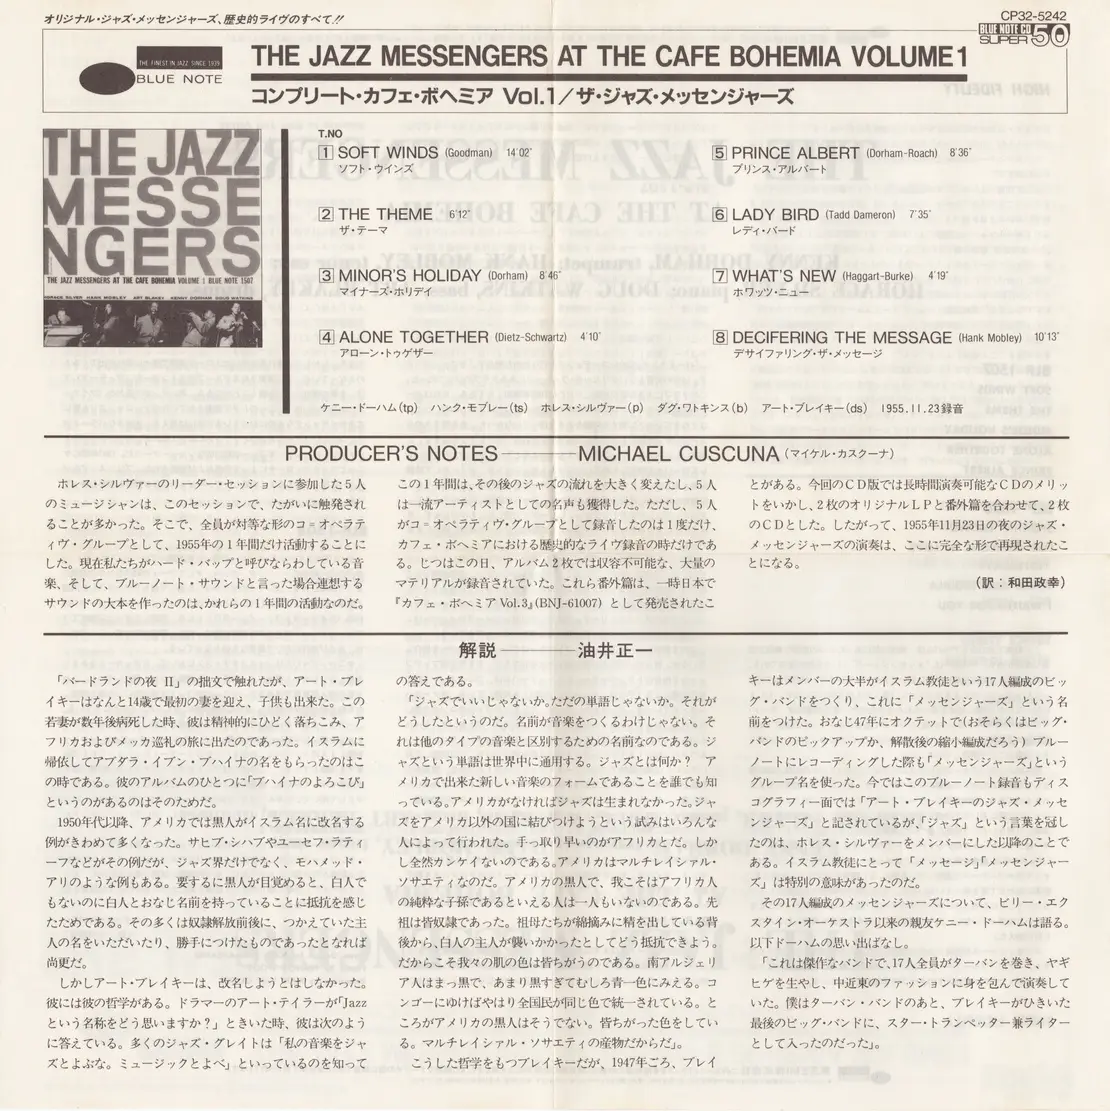 オリジナル・ジャズ・メッセンジャーズ、歴史的ライヴのすべて!!
CP32-5242
BLUE NOTE CD
SUPER 50
THE FINEST IN JAZZ SINCE 1939
BLUE NOTE
THE JAZZ MESSENGERS AT THE CAFE BOHEMIA VOLUME 1
コンプリート・カフェ・ボヘミア Vol.1/ザ・ジャズ・メッセンジャーズ
THE JAZZ
MESSE
NGERS
THE JAZZ MESSENGERS AT THE CAFE BOHEMIA VOLUME 1 BLUE NOTE 1507
HORACE SILVER HANK MOBLEY ART BLAKEY KENNY DORHAM DOUG WATKINS
T.NO
1 SOFT WINDS (Goodman) 14'02"
ソフト・ウインズ
2 THE THEME 6'12"
ザ・テーマ
3 MINOR'S HOLIDAY (Dorham) 8'46"
マイナーズ・ホリデイ
4 ALONE TOGETHER (Dietz-Schwartz) 4'10"
アローン・トゥゲザー
5 PRINCE ALBERT (Dorham-Roach) 8'36"
プリンス・アルバート
6 LADY BIRD (Tadd Dameron) 7'35"
レディ・バード
7 WHAT'S NEW (Haggart-Burke) 4'19"
ホワッツ・ニュー
8 DECIFERING THE MESSAGE (Hank Mobley) 10'13"
デサイファリング・ザ・メッセージ
ケニー・ドーハム(tp) ハンク・モブレー(ts) ホレス・シルヴァー(p) ダグ・ワトキンス(b) アート・ブレイキー(ds) 1955.11.23録音
PRODUCER'S NOTES———MICHAEL CUSCUNA(マイケル・カスクーナ)
ホレス・シルヴァーのリーダー・セッションに参加した5人
のミュージシャンは、このセッションで、たがいに触発され
ることが多かった。そこで、全員が対等な形のコ=オペラテ
ィヴ・グループとして、1955年の1年間だけ活動することに
した。現在私たちがハード・バップと呼びならわしている音
楽、そして、ブルーノート・サウンドと言った場合連想する
サウンドの大本を作ったのは、かれらの1年間の活動なのだ。
この1年間は、その後のジャズの流れを大きく変えたし、5人
は一流アーティストとしての名声も獲得した。ただし、5人
がコ=オペラティヴ・グループとして録音したのは1度だけ、
カフェ・ボヘミアにおける歴史的なライヴ録音の時だけであ
る。じつはこの日、アルバム2枚では収容不可能な、大量の
マテリアルが録音されていた。これら番外篇は、一時日本で
『カフェ・ボヘミアVol.3』(BNJ-61007)として発売されたこ
とがある。今回のCD版では長時間演奏可能なCDのメリッ
トをいかし、2枚のオリジナルLPと番外篇を合わせて、2枚
のCDとした。したがって、1955年11月23日の夜のジャズ・
メッセンジャーズの演奏は、ここに完全な形で再現されたこ
とになる。
(訳:和田政幸)
解説———油井正一
「バードランドの夜 II」の拙文で触れたが、アート・ブレ
イキーはなんと14歳で最初の妻を迎え、子供も出来た。この
若妻が数年後病死した時、彼は精神的にひどく落ちこみ、ア
フリカおよびメッカ巡礼の旅に出たのであった。イスラムに
帰依してアブダラ・イブン・ブハイナの名をもらったのはこ
の時である。彼のアルバムのひとつに「ブハイナのよろこび」
というのがあるのはそのためだ。
1950年代以降、アメリカでは黒人がイスラム名に改名する
例がきわめて多くなった。サヒブ・シハブやユーセフ・ラティ
ーフなどがその例だが、ジャズ界だけでなく、モハメッド・
アリのような例もある。要するに黒人が目覚めると、白人で
もないのに白人とおなじ名前を持っていることに抵抗を感じ
たためである。その多くは奴隷解放前後に、つかえていた主
人の名をいただいたり、勝手につけたものであったとなれば
尚更だ。
しかしアート・ブレイキーは、改名しようとはしなかった。
彼には彼の哲学がある。ドラマーのアート・テイラーが「Jazz
という名称をどう思いますか?」ときいた時、彼は次のよう
に答えている。多くのジャズ・グレイトは「私の音楽をジャ
ズとよぶな。ミュージックとよべ」といっているのを知って
の答えである。
「ジャズでいいじゃないか。ただの単語じゃないか。それが
どうしたというのだ。名前が音楽をつくるわけじゃない。そ
れは他のタイプの音楽と区別するための名前なのである。ジ
ャズという単語は世界中に通用する。ジャズとは何か? ア
メリカで出来た新しい音楽のフォームであることを誰でも知
っている。アメリカがなければジャズは生まれなかった。ジャ
ズをアメリカ以外の国に結びつけようという試みはいろんな
人によって行われた。手っ取り早いのがアフリカとだ。しか
し全然カンケイないのである。アメリカはマルチレイシャル・
ソサエティなのだ。アメリカの黒人で、我こそはアフリカ人
の純粋な子孫であるといえる人は一人もいないのである。先
祖は皆奴隷であった。祖母たちが綿摘みに精を出している背
後から、白人の主人が襲いかかったとしてどう抵抗できよう。
だからこそ我々の肌の色は皆ちがうのである。南アルジェリ
ア人はまっ黒で、あまり黒すぎてむしろ青一色にみえる。コ
ンゴーにゆけばやはり全国民が同じ色で統一されている。と
ころがアメリカの黒人はそうでない。皆ちがった色をしてい
る。マルチレイシャル・ソサエティの産物だからだ」。
こうした哲学をもつブレイキーだが、1947年ごろ、ブレイ
キーはメンバーの大半がイスラム教徒という17人編成のビッ
グ・バンドをつくり、これに「メッセンジャーズ」という名
前をつけた。おなじ47年にオクテットで(おそらくはビッグ・
バンドのピックアップか、解散後の縮小編成だろう)ブルー
ノートにレコーディングした際も「メッセンジャーズ」という
グループ名を使った。今ではこのブルーノート録音もディス
コグラフィー面では「アート・ブレイキーのジャズ・メッセ
ンジャーズ」と記されているが、「ジャズ」という言葉を冠し
たのは、ホレス・シルヴァーをメンバーにした以降のことで
ある。イスラム教徒にとって「メッセージ」「メッセンジャー
ズ」は特別の意味があったのだ。
その17人編成のメッセンジャーズについて、ビリー・エク
スタイン・オーケストラ以来の親友ケニー・ドーハムは語る。
以下ドーハムの思い出ばなし。
「これは傑作なバンドで、17人全員がターバンを巻き、ヤギ
ヒゲを生やし、中近東のファッションに身を包んで演奏して
いた。僕はターバン・バンドのあと、ブレイキーがひきいた
最後のビッグ・バンドに、スター・トランペッター兼ライター
として入ったのだった」。